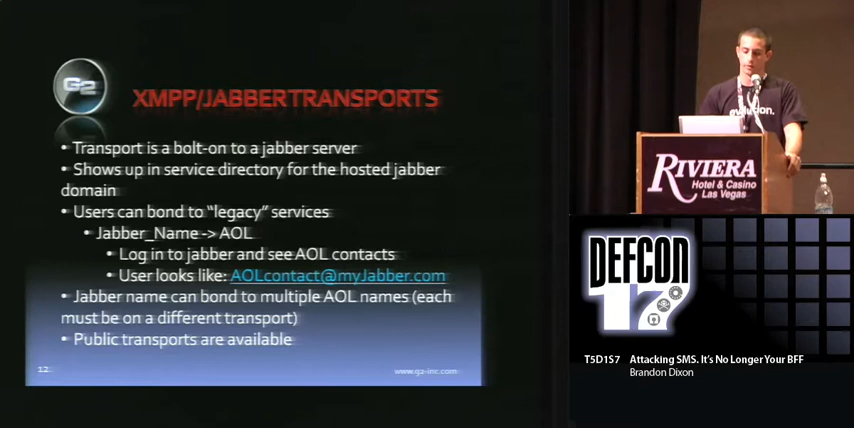 G2
XMPP/JABBERTRANSPORTS
• Transport is a bolt-on to a jabber server
• Shows up in service directory for the hosted jabber
domain
• Users can bond to “legacy” services
• Jabber_Name -> AOL
• Log in to jabber and see AOL contacts
• User looks like: AOLcontact@myJabber.com
• Jabber name can bond to multiple AOL names (each
must be on a different transport)
• Public transports are available
12
www.g2-inc.com
RIVIERA
Hotel & Casino
Las Vegas
DEFCON
17
T5D1S7 Attacking SMS. It's No Longer Your BFF
Brandon Dixon